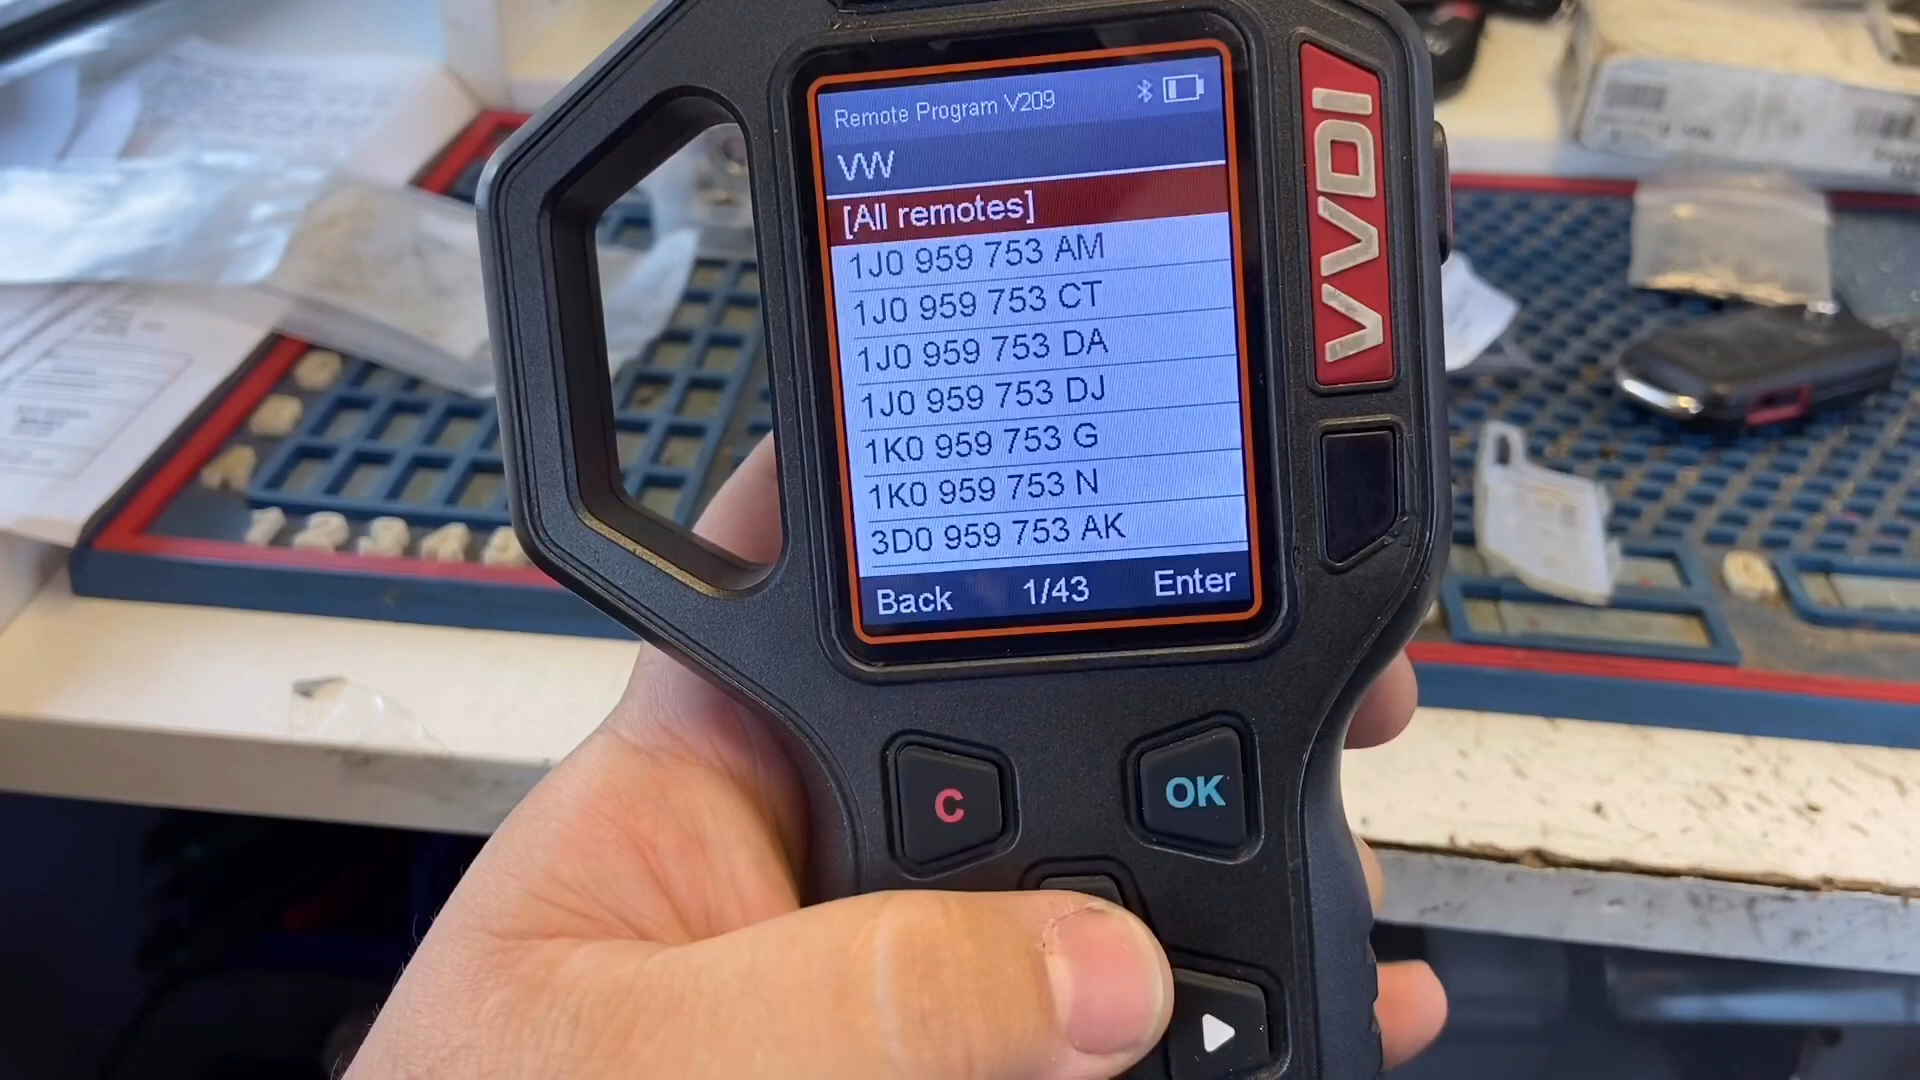 Remote Program V209
VW
[All remotes]
1J0 959 753 AM
1J0 959 753 CT
1J0 959 753 DA
1J0 959 753 DJ
1K0 959 753 G
1K0 959 753 N
3D0 959 753 AK
Back 1/43 Enter
VVDI
C OK